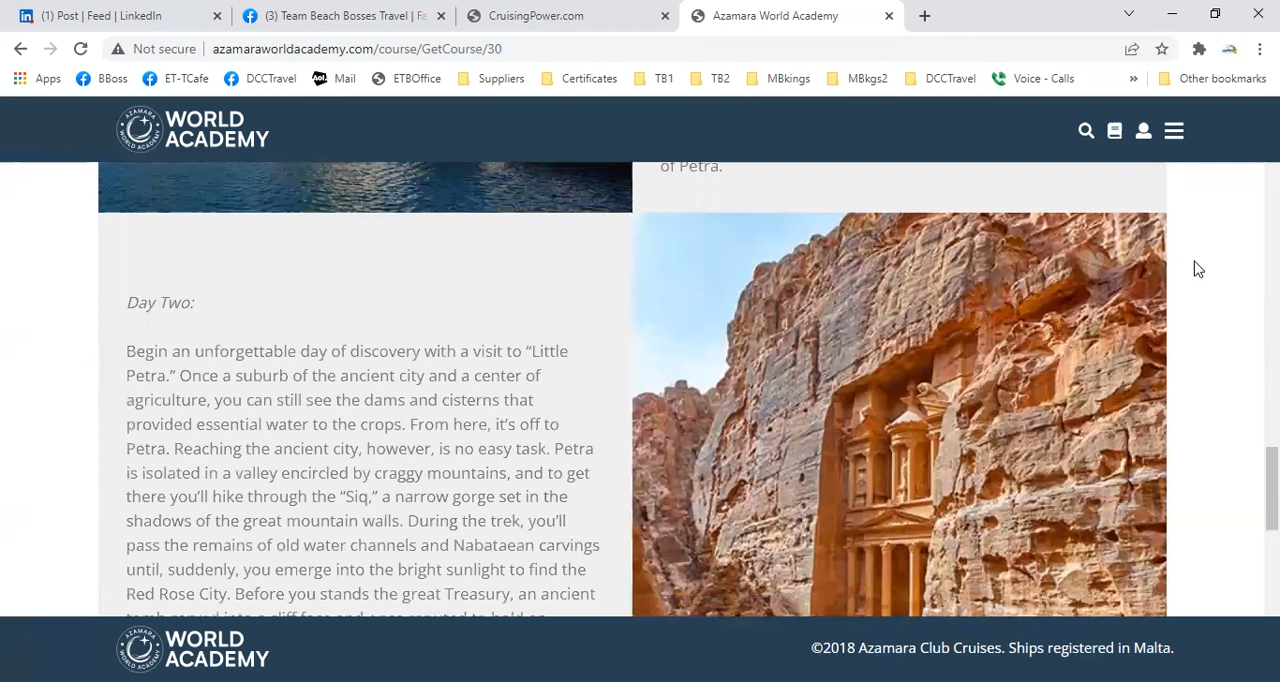 (1) Post | Feed | LinkedIn
(3) Team Beach Bosses Travel | Fa
CruisingPower.com
Azamara World Academy
Not secure
azamaraworldacademy.com/course/GetCourse/30
Apps
BBoss
ET-TCafe
DCCTravel
Aol. Mail
ETBOffice
Suppliers
Certificates
TB1
TB2
MBkings
MBkgs2
DCCTravel
Voice - Calls
»
Other bookmarks
WORLD
ACADEMY
of Petra.
Day Two:
Begin an unforgettable day of discovery with a visit to “Little
Petra.” Once a suburb of the ancient city and a center of
agriculture, you can still see the dams and cisterns that
provided essential water to the crops. From here, it’s off to
Petra. Reaching the ancient city, however, is no easy task. Petra
is isolated in a valley encircled by craggy mountains, and to get
there you’ll hike through the “Siq,” a narrow gorge set in the
shadows of the great mountain walls. During the trek, you’ll
pass the remains of old water channels and Nabataean carvings
until, suddenly, you emerge into the bright sunlight to find the
Red Rose City. Before you stands the great Treasury, an ancient
WORLD
ACADEMY
©2018 Azamara Club Cruises. Ships registered in Malta.